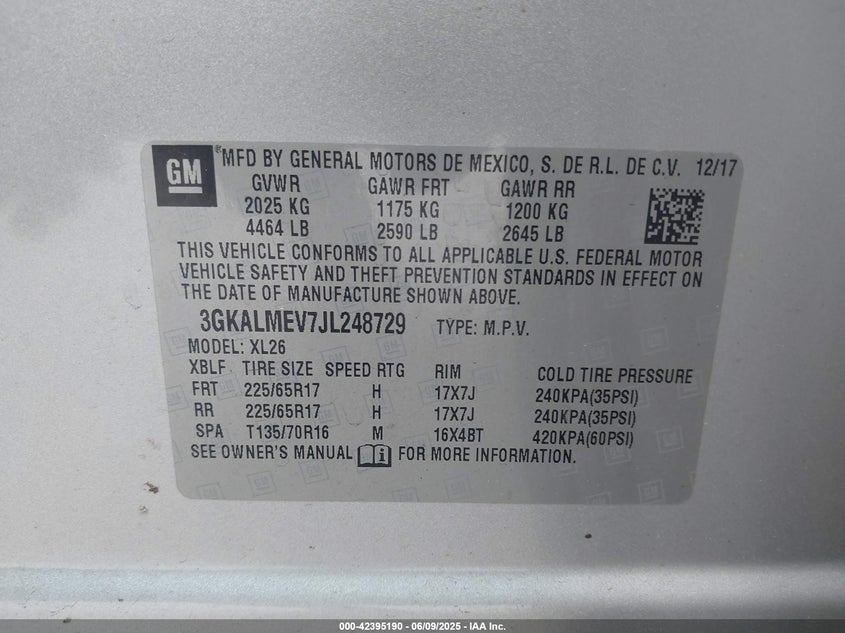 GM
® MFD BY GENERAL MOTORS DE MEXICO, S. DE R.L. DE C.V. 12/17
GVWR GAWR FRT GAWR RR
2025 KG 1175 KG 1200 KG
4464 LB 2590 LB 2645 LB
THIS VEHICLE CONFORMS TO ALL APPLICABLE U.S. FEDERAL MOTOR
VEHICLE SAFETY AND THEFT PREVENTION STANDARDS IN EFFECT ON
THE DATE OF MANUFACTURE SHOWN ABOVE.
3GKALMEV7JL248729 TYPE: M.P.V.
MODEL: XL26
XBLF TIRE SIZE SPEED RTG RIM COLD TIRE PRESSURE
FRT 225/65R17 H 17X7J 240KPA(35PSI)
RR 225/65R17 H 17X7J 240KPA(35PSI)
SPA T135/70R16 M 16X4BT 420KPA(60PSI)
SEE OWNER'S MANUAL FOR MORE INFORMATION.
000-42395190 - 06/09/2025 - IAA Inc.